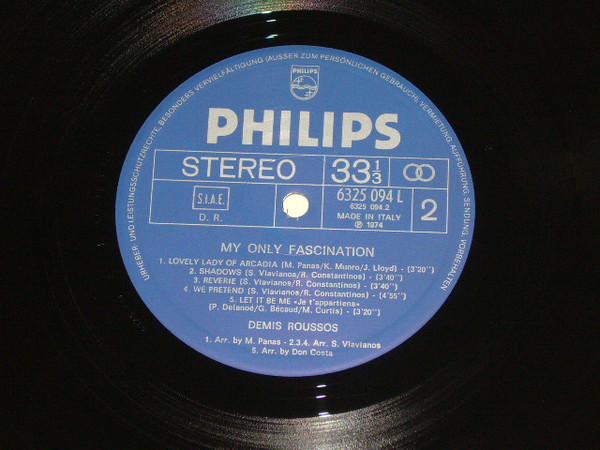 URHEBER- UND LEISTUNGSSCHUTZRECHTE, BESONDERS VERVIELFÄLTIGUNG (AUSSER ZUM PERSÖNLICHEN GEBRAUCH), VERMIETUNG, AUFFÜHRUNG, SENDUNG, VORBEHALTEN
PHILIPS
PHILIPS
STEREO 33 1/3
S.I.A.E. 6325 094 L
6325 094.2
D. R. MADE IN ITALY 2
℗ 1974
MY ONLY FASCINATION
1. LOVELY LADY OF ARCADIA (M. Panas/K. Munro/J. Lloyd) - (3'20'')
2. SHADOWS (S. Vlavianos/R. Constantinos) - (3'40'')
3. REVERIE (S. Vlavianos/R. Constantinos) - (3'40'')
4. WE PRETEND (S. Vlavianos/R. Constantinos) - (4'55'')
5. LET IT BE ME «Je t'appartiens»
(P. Delanoë/G. Bécaud/M. Curtis) - (3'20'')
DEMIS ROUSSOS
1. Arr. by M. Panas - 2.3.4. Arr. S. Vlavianos
5. Arr. by Don Costa